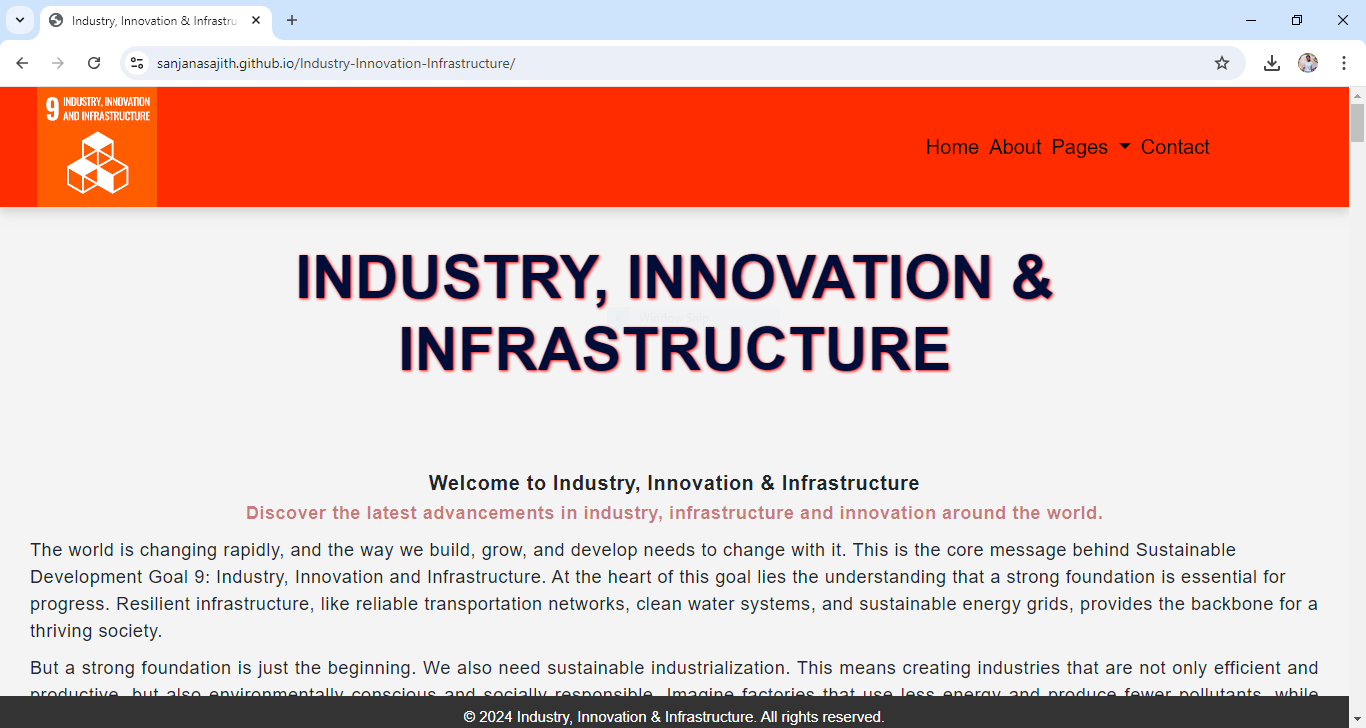 Industry, Innovation & Infrastru
sanjanasajith.github.io/Industry-Innovation-Infrastructure/
9 INDUSTRY, INNOVATION
AND INFRASTRUCTURE
Home About Pages Contact
INDUSTRY, INNOVATION &
INFRASTRUCTURE
Welcome to Industry, Innovation & Infrastructure
Discover the latest advancements in industry, infrastructure and innovation around the world.
The world is changing rapidly, and the way we build, grow, and develop needs to change with it. This is the core message behind Sustainable
Development Goal 9: Industry, Innovation and Infrastructure. At the heart of this goal lies the understanding that a strong foundation is essential for
progress. Resilient infrastructure, like reliable transportation networks, clean water systems, and sustainable energy grids, provides the backbone for a
thriving society.
But a strong foundation is just the beginning. We also need sustainable industrialization. This means creating industries that are not only efficient and
productive, but also environmentally conscious and socially responsible. Imagine factories that use less energy and produce fewer pollutants, while
© 2024 Industry, Innovation & Infrastructure. All rights reserved.